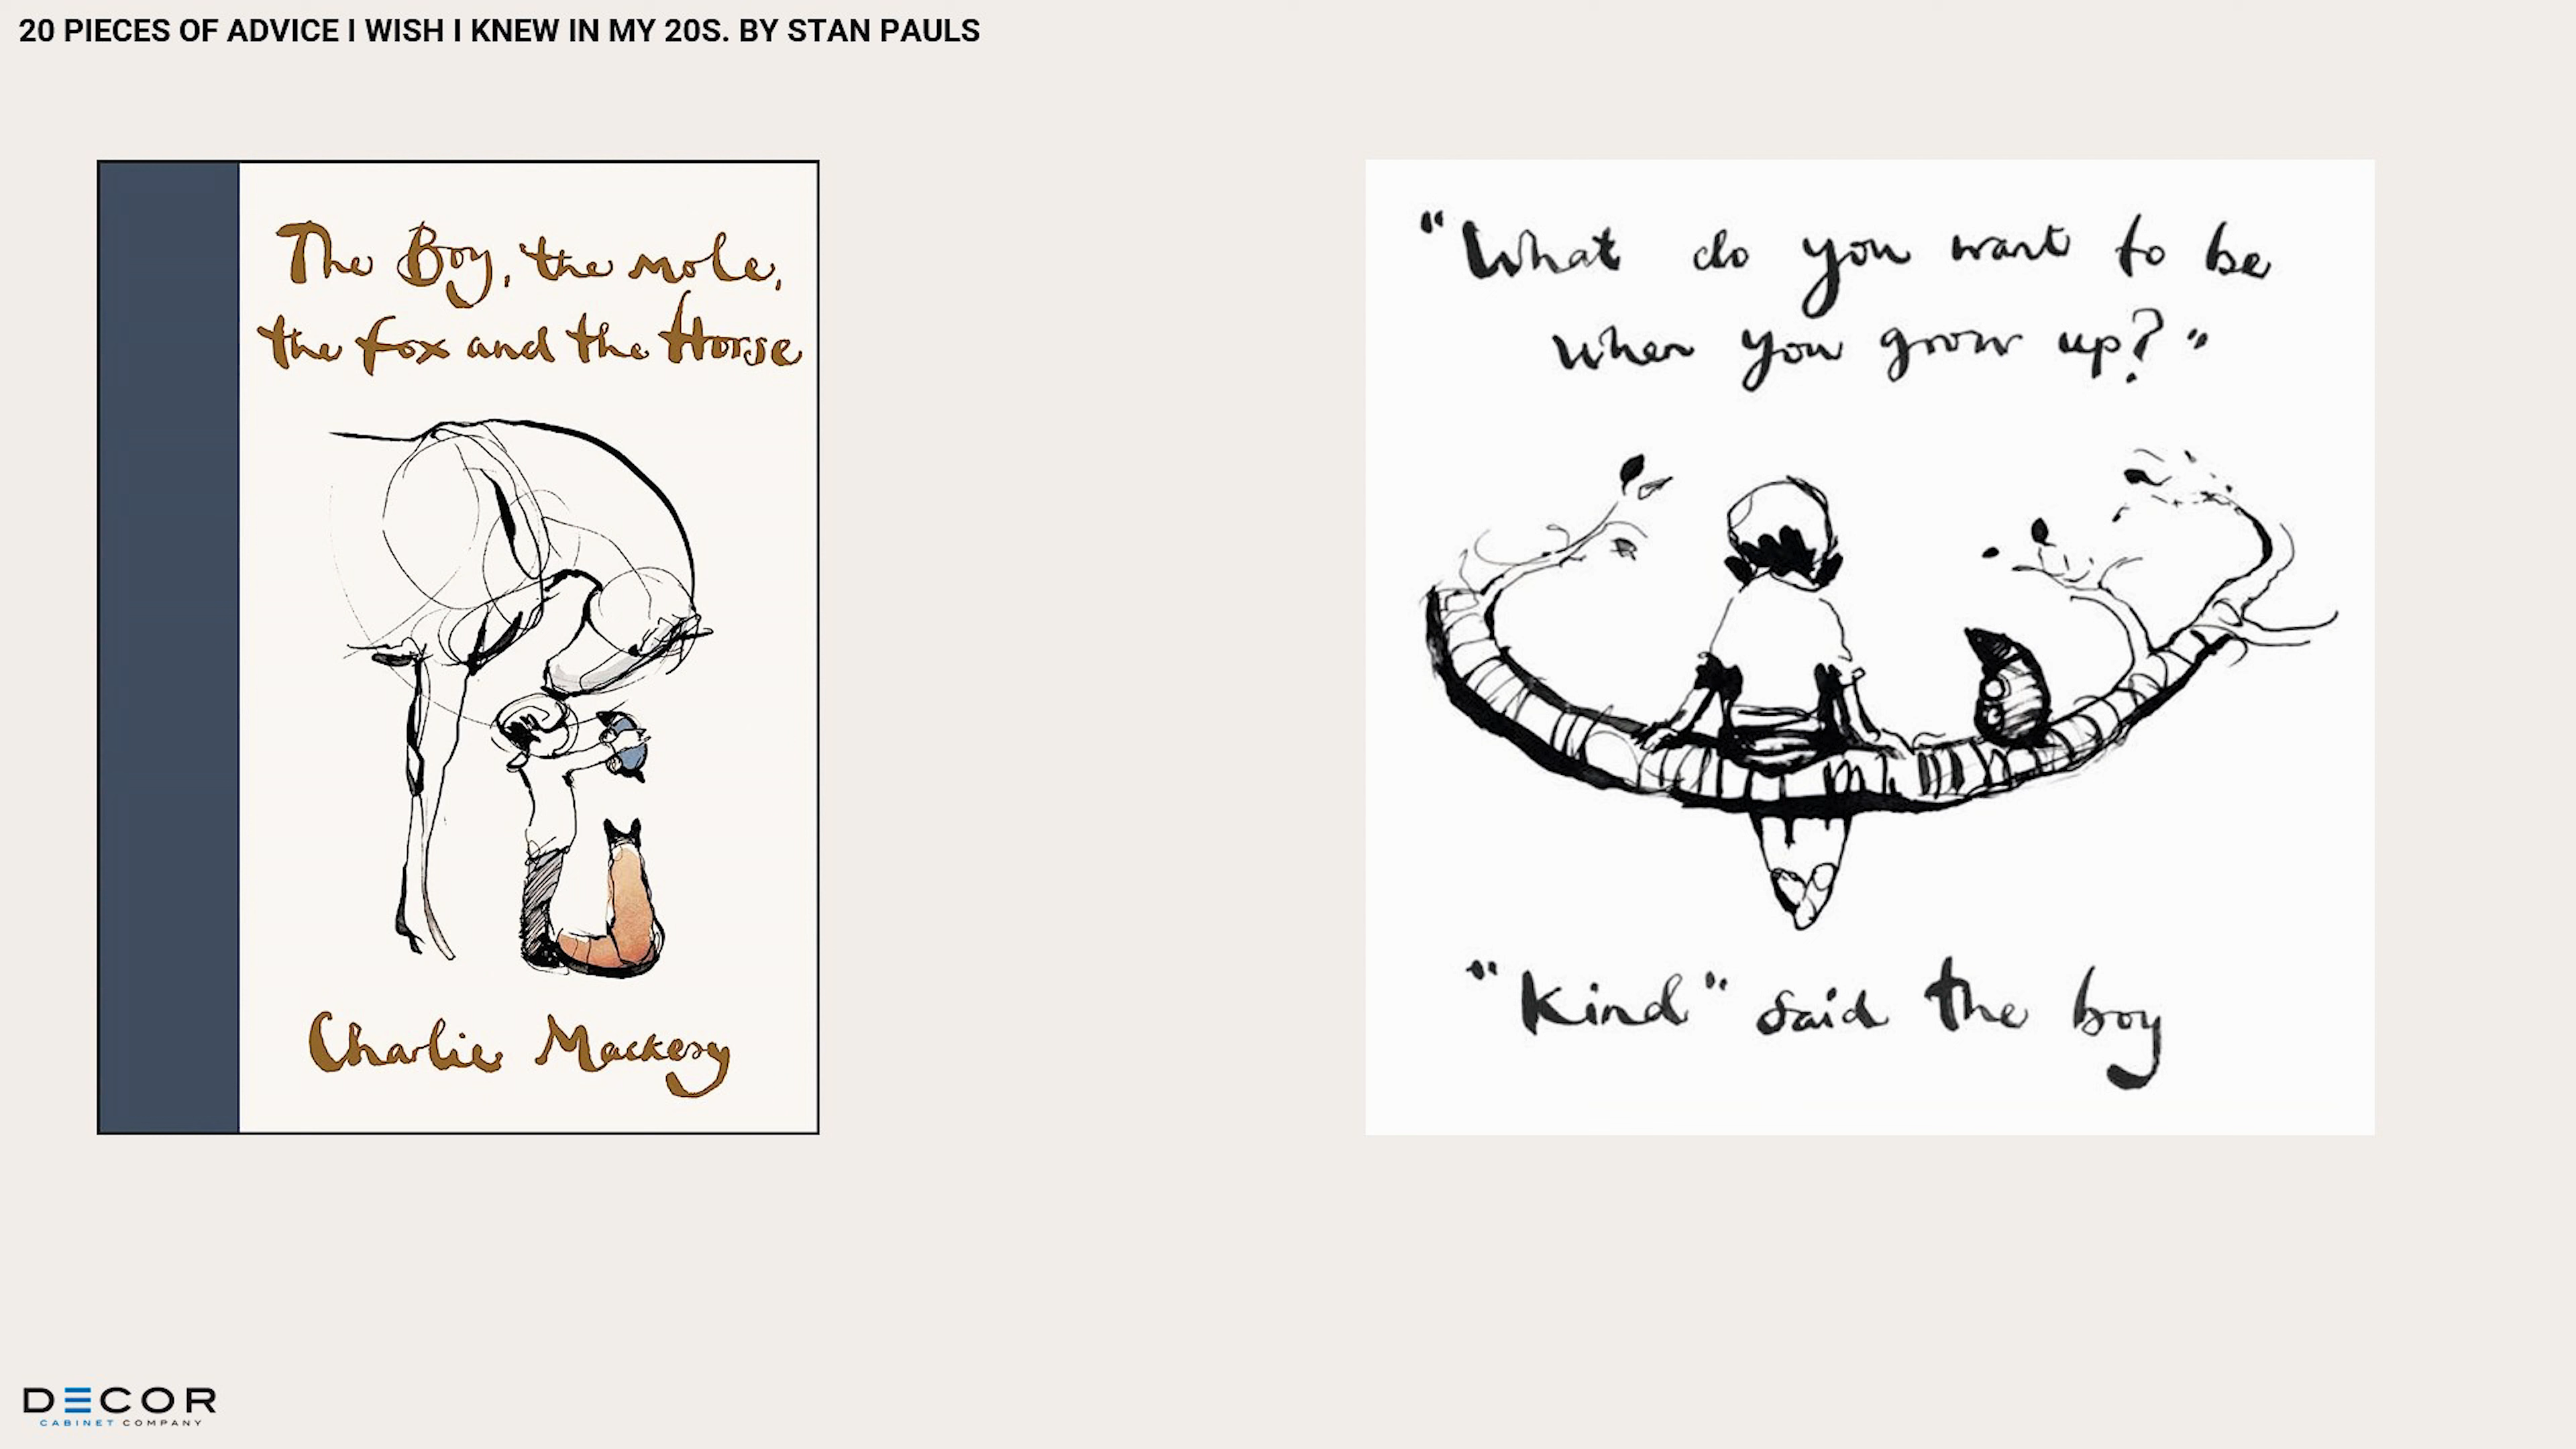 20 PIECES OF ADVICE I WISH I KNEW IN MY 20S. BY STAN PAULS
The Boy, the mole,
the fox and the Horse
Charlie Mackesy
"What do you want to be
when you grow up?"
"Kind" said the boy
DECOR
CABINET COMPANY